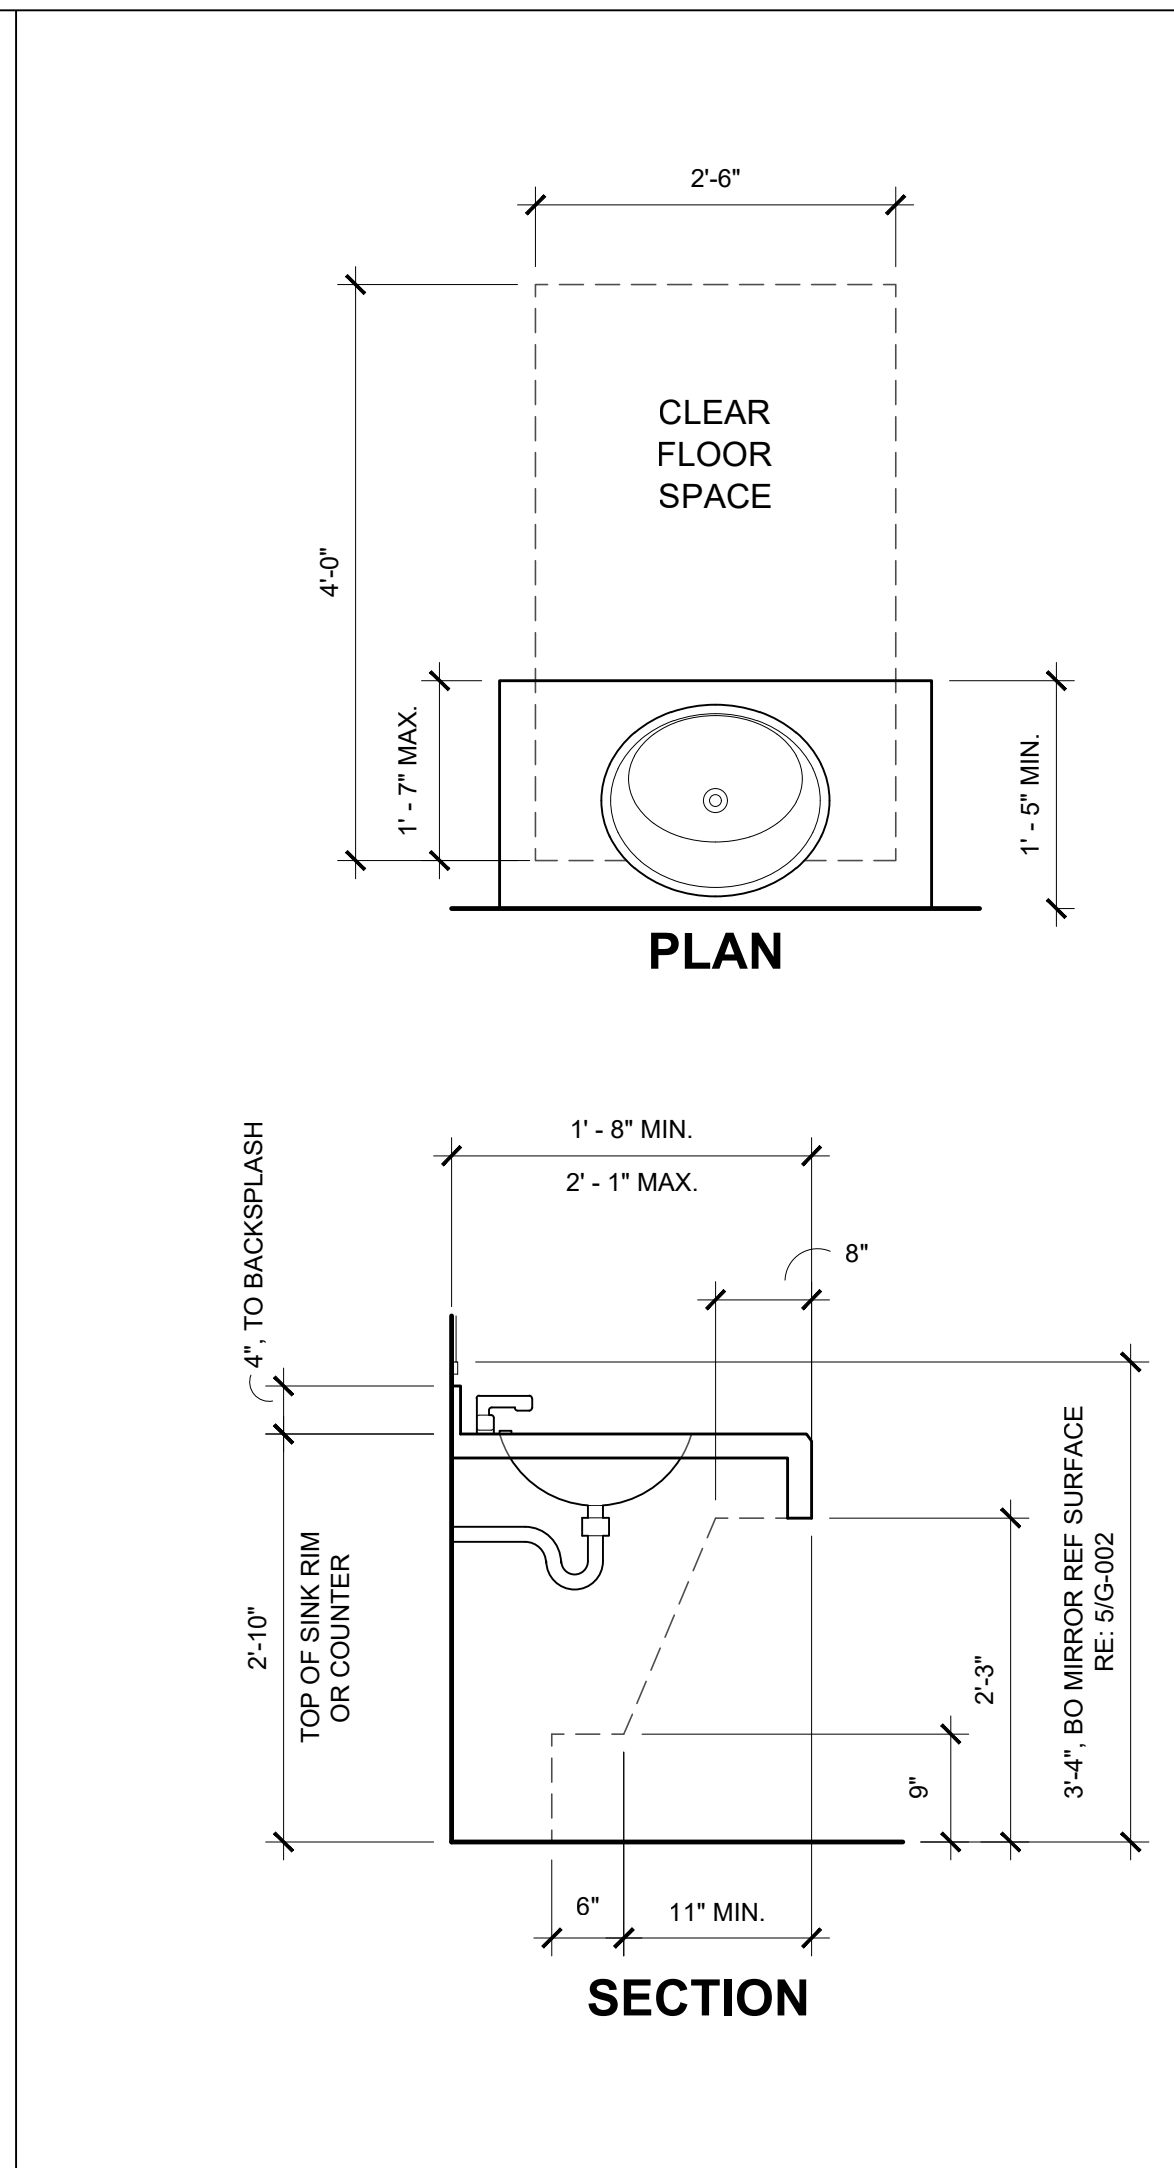 2'-6"
CLEAR
FLOOR
SPACE
4'-0"
1' - 7" MAX.
1' - 5" MIN.
PLAN
1' - 8" MIN.
2' - 1" MAX.
8"
4", TO BACKSPLASH
2'-10"
TOP OF SINK RIM
OR COUNTER
3'-4", BO MIRROR REF SURFACE
RE: 5/G-002
2'-3"
9"
6"
11" MIN.
SECTION